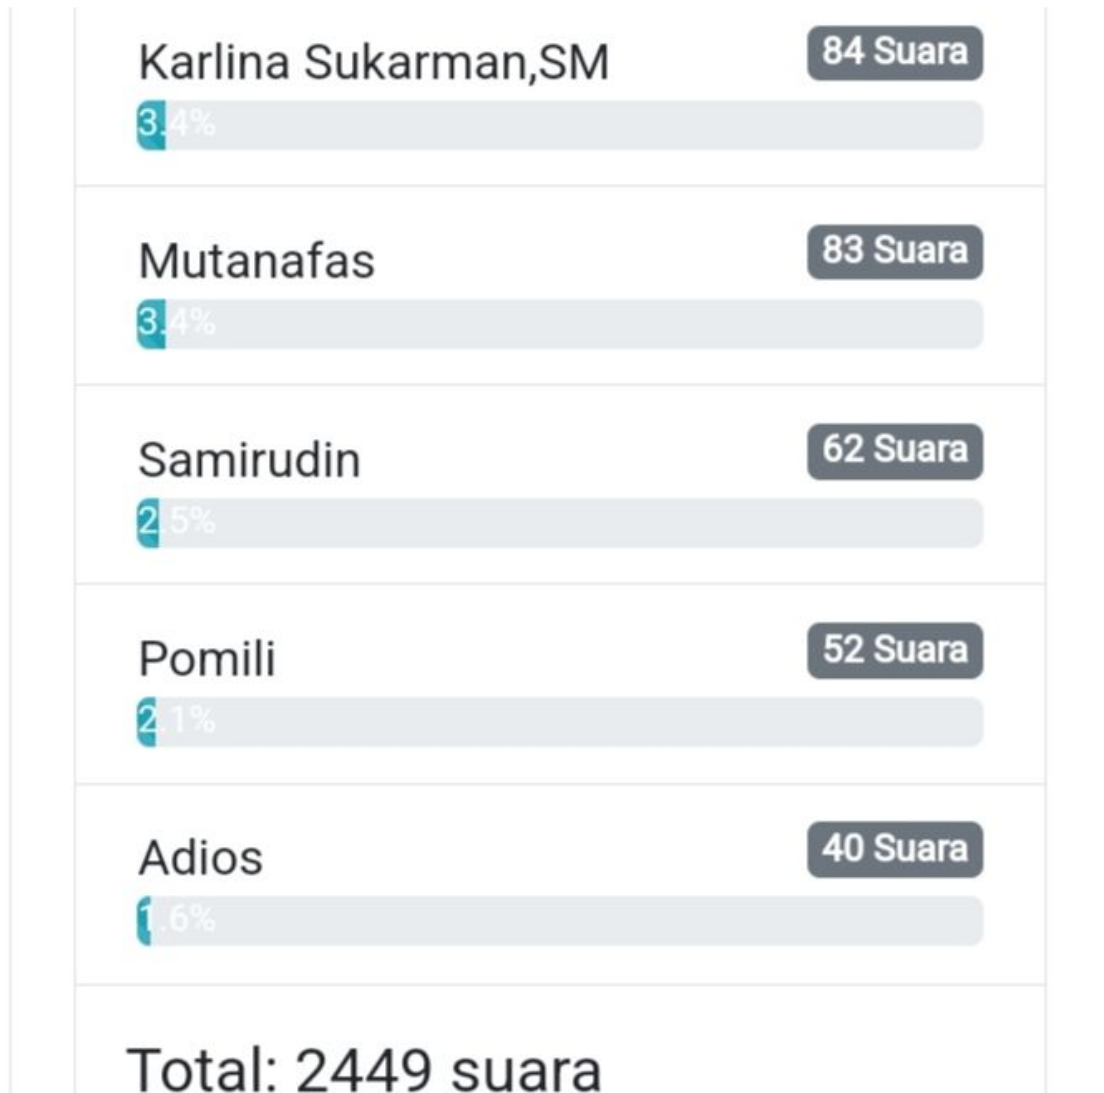 Karlina Sukarman,SM
84 Suara
3.4%
Mutanafas
83 Suara
3.4%
Samirudin
62 Suara
2.5%
Pomili
52 Suara
2.1%
Adios
40 Suara
1.6%
Total: 2449 suara